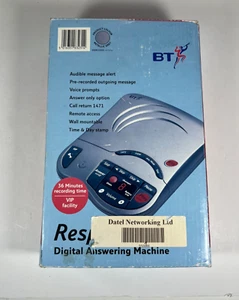 BT
Audible message alert
Pre-recorded outgoing message
Voice prompts
Answer only option
Call return 1471
Remote access
Wall mountable
Time & Day stamp
36 Minutes
recording time
VIP
facility
Datel Networking Ltd
Resp
Digital Answering Machine